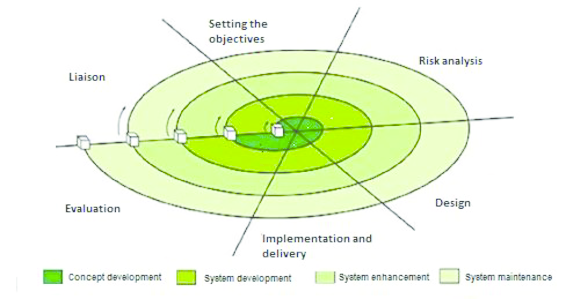 Setting the
objectives
Risk analysis
Liaison
Evaluation
Design
Implementation and
delivery
Concept development
System development
System enhancement
System maintenance